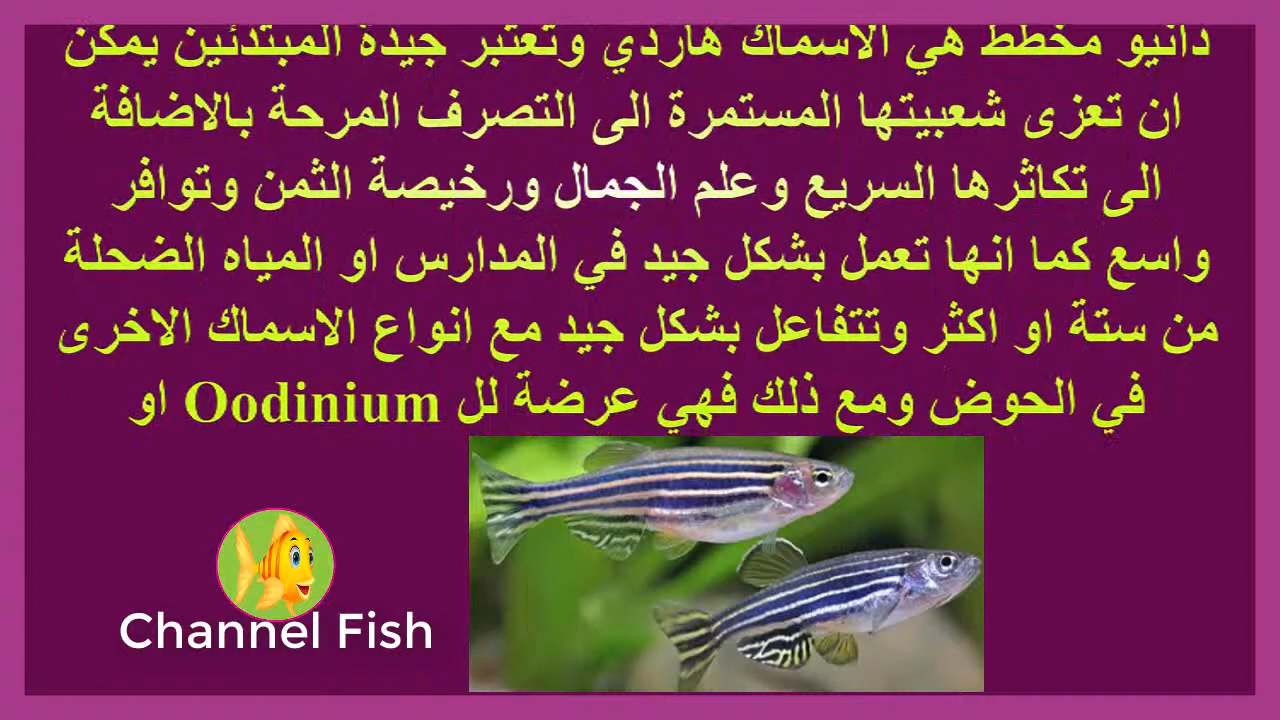 دانيو مخطط هي الاسماك هاردي وتعتبر جيدة المبتدئين يمكن
ان تعزى شعبيتها المستمرة الى التصرف المرحة بالاضافة
الى تكاثرها السريع وعلم الجمال ورخيصة الثمن وتوافر
واسع كما انها تعمل بشكل جيد في المدارس او المياه الضحلة
من ستة او اكثر وتتفاعل بشكل جيد مع انواع الاسماك الاخرى
في الحوض ومع ذلك فهي عرضة لل Oodinium او
Channel Fish